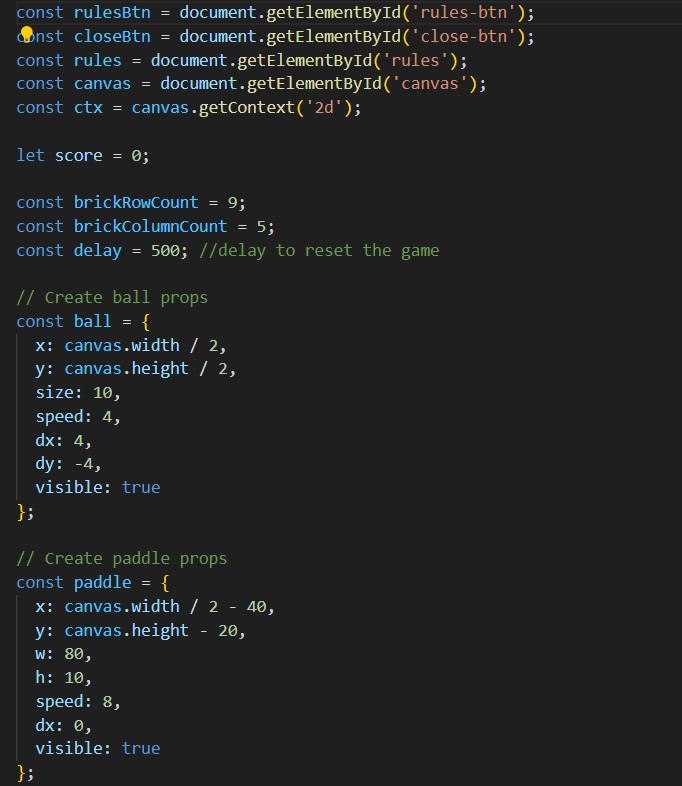 const rulesBtn = document.getElementById('rules-btn');
const closeBtn = document.getElementById('close-btn');
const rules = document.getElementById('rules');
const canvas = document.getElementById('canvas');
const ctx = canvas.getContext('2d');
let score = 0;
const brickRowCount = 9;
const brickColumnCount = 5;
const delay = 500; //delay to reset the game
// Create ball props
const ball = {
  x: canvas.width / 2,
  y: canvas.height / 2,
  size: 10,
  speed: 4,
  dx: 4,
  dy: -4,
  visible: true
};
// Create paddle props
const paddle = {
  x: canvas.width / 2 - 40,
  y: canvas.height - 20,
  w: 80,
  h: 10,
  speed: 8,
  dx: 0,
  visible: true
};